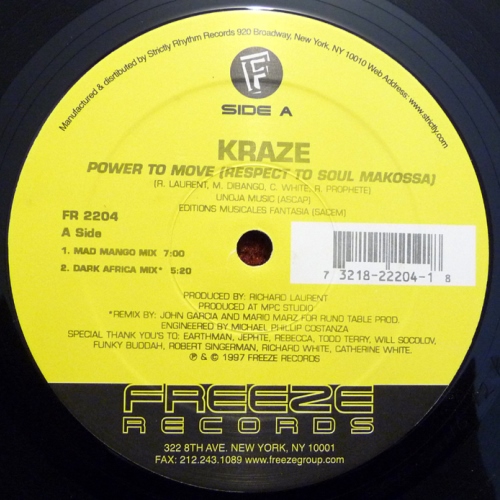 Manufactured & disrtibuted by Strictly Rhythm Records 920 Broadway, New York, NY 10010 Web Address: www.strictly.com
F
SIDE A
KRAZE
POWER TO MOVE (RESPECT TO SOUL MAKOSSA)
(R. LAURENT, M. DIBANGO, C. WHITE, R. PROPHETE)
UNOJA MUSIC (ASCAP)
EDITIONS MUSICALES FANTASIA (SACEM)
FR 2204
A Side
1. MAD MANGO MIX 7:00
2. DARK AFRICA MIX* 5:20
7 3218-22204-1 8
PRODUCED BY: RICHARD LAURENT
PRODUCED AT MPC STUDIO
*REMIX BY: JOHN GARCIA AND MARIO MARZ FOR RUND TABLE PROD.
ENGINEERED BY MICHAEL PHILLIP COSTANZA
SPECIAL THANK YOU'S TO: EARTHMAN, JEPHTE, REBECCA, TODD TERRY, WILL SOCOLOV,
FUNKY BUDDAH, ROBERT SINGERMAN, RICHARD WHITE, CATHERINE WHITE.
℗ & © 1997 FREEZE RECORDS
FREEZE
RECORDS
322 8TH AVE. NEW YORK, NY 10001
FAX: 212.243.1089 www.freezegroup.com